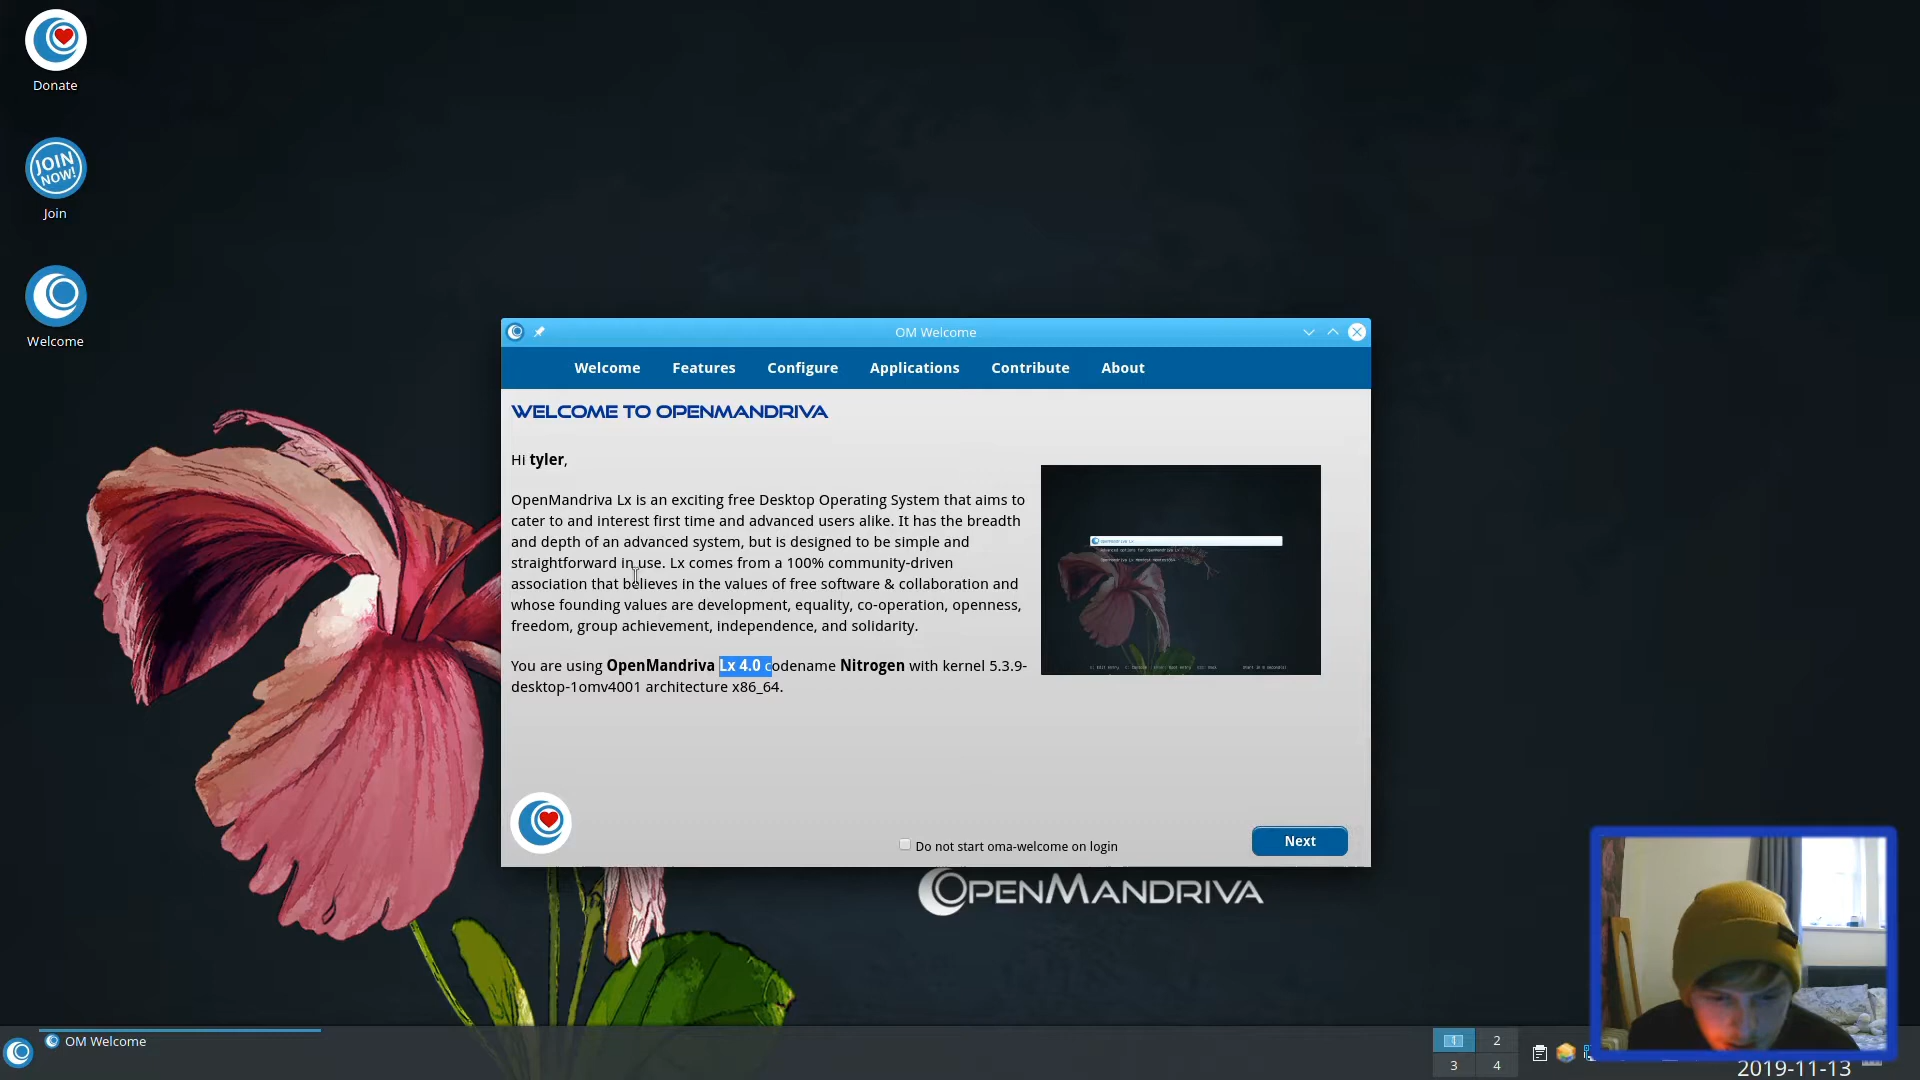 Donate
JOIN
NOW!
Join
Welcome
OM Welcome
Welcome Features Configure Applications Contribute About
WELCOME TO OPENMANDRIVA
Hi tyler,
OpenMandriva Lx is an exciting free Desktop Operating System that aims to
cater to and interest first time and advanced users alike. It has the breadth
and depth of an advanced system, but is designed to be simple and
straightforward in use. Lx comes from a 100% community-driven
association that believes in the values of free software & collaboration and
whose founding values are development, equality, co-operation, openness,
freedom, group achievement, independence, and solidarity.
You are using OpenMandriva Lx 4.0 codename Nitrogen with kernel 5.3.9-
desktop-1omv4001 architecture x86_64.
Do not start oma-welcome on login
Next
OPENMANDRIVA
OM Welcome
1 2
3 4
2019-11-13